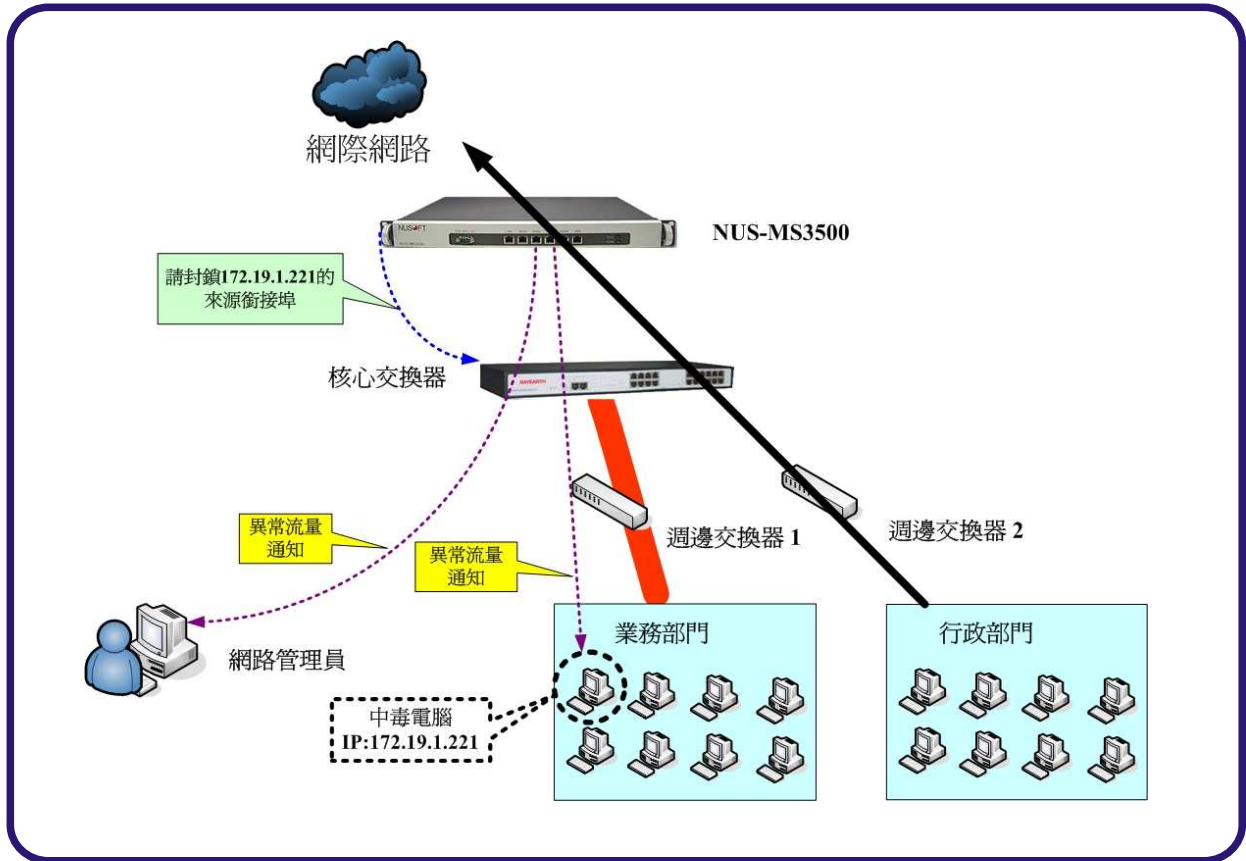 網際網路
NUSOFT
NUS-MS3500
請封鎖172.19.1.221的
來源銜接埠
核心交換器
RAYEARTH
週邊交換器 1
週邊交換器 2
異常流量
通知
異常流量
通知
業務部門
行政部門
網路管理員
中毒電腦
IP:172.19.1.221